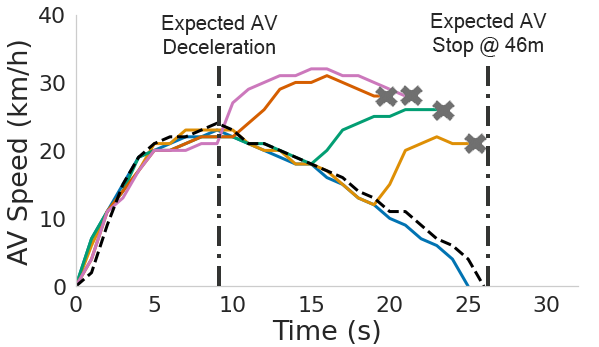 Expected AV
Deceleration
Expected AV
Stop @ 46m
AV Speed (km/h)
40
30
20
10
0
0 5 10 15 20 25 30
Time (s)